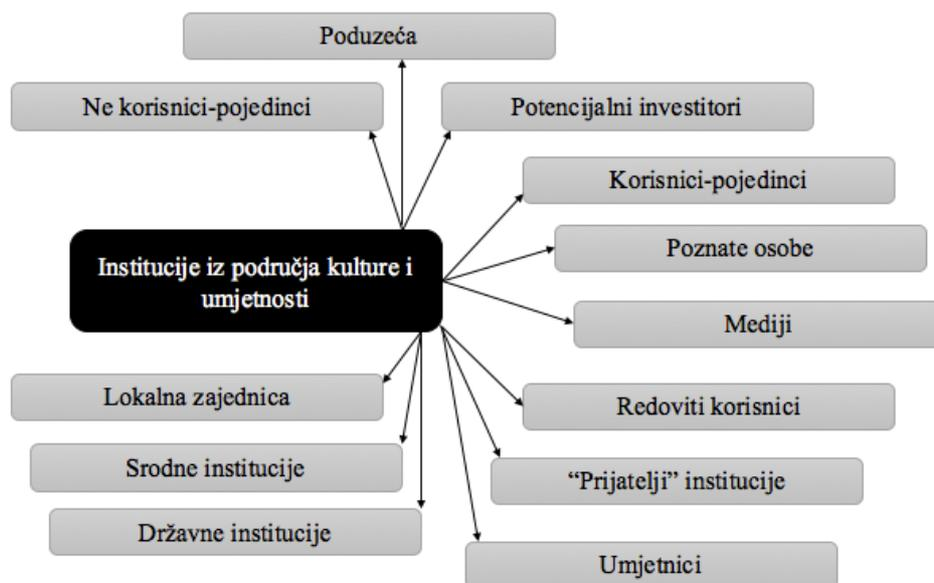 Poduzeća
Ne korisnici-pojedinci
Potencijalni investitori
Korisnici-pojedinci
Poznate osobe
Institucije iz područja kulture i
umjetnosti
Mediji
Lokalna zajednica
Redoviti korisnici
Srodne institucije
“Prijatelji” institucije
Državne institucije
Umjetnici